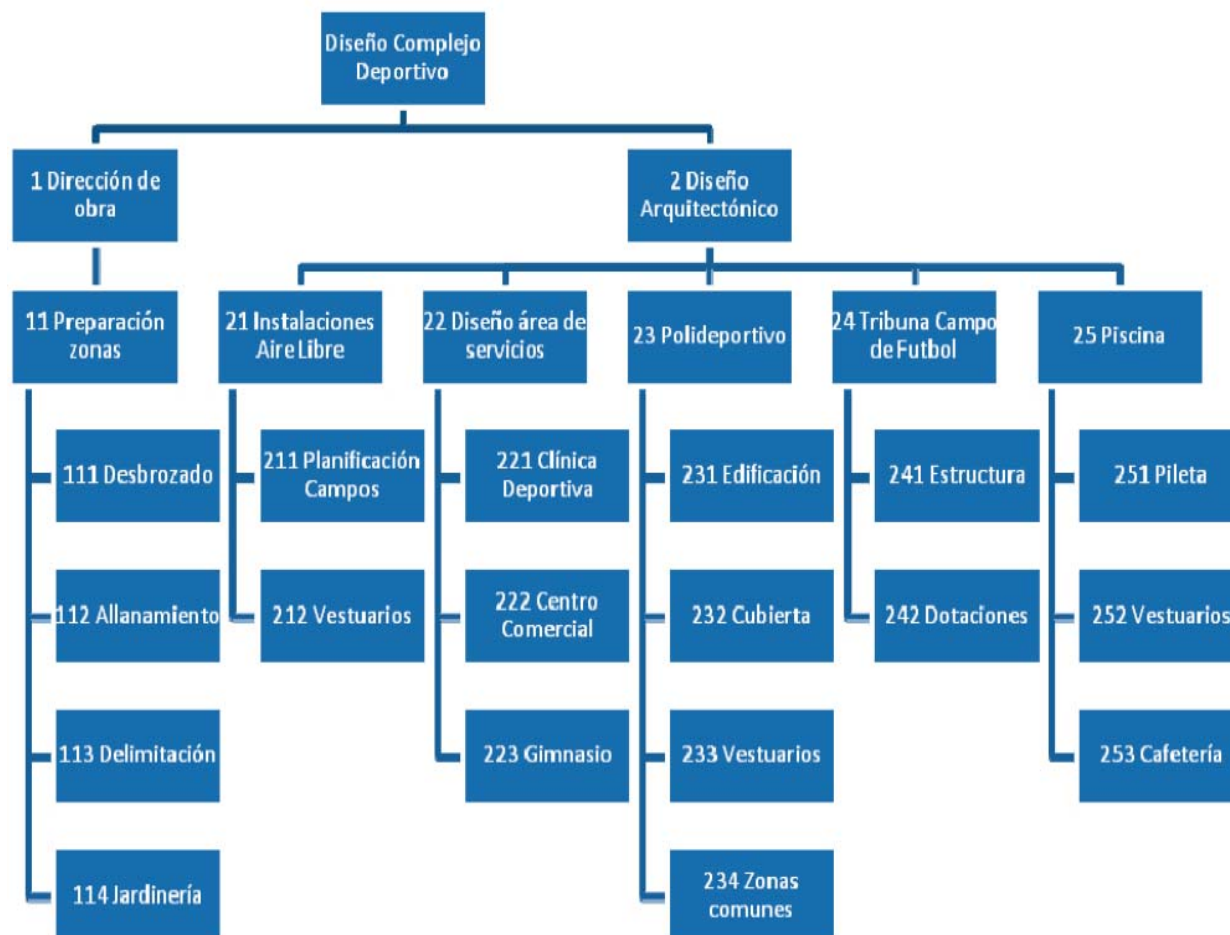 Diseño Complejo
Deportivo
1 Dirección de
obra
2 Diseño
Arquitectónico
11 Preparación
zonas
21 Instalaciones
Aire Libre
22 Diseño área de
servicios
23 Polideportivo
24 Tribuna Campo
de Futbol
25 Piscina
111 Desbrozado
211 Planificación
Campos
221 Clínica
Deportiva
231 Edificación
241 Estructura
251 Pileta
112 Allanamiento
212 Vestuarios
222 Centro
Comercial
232 Cubierta
242 Dotaciones
252 Vestuarios
113 Delimitación
223 Gimnasio
233 Vestuarios
253 Cafetería
114 Jardinería
234 Zonas
comunes